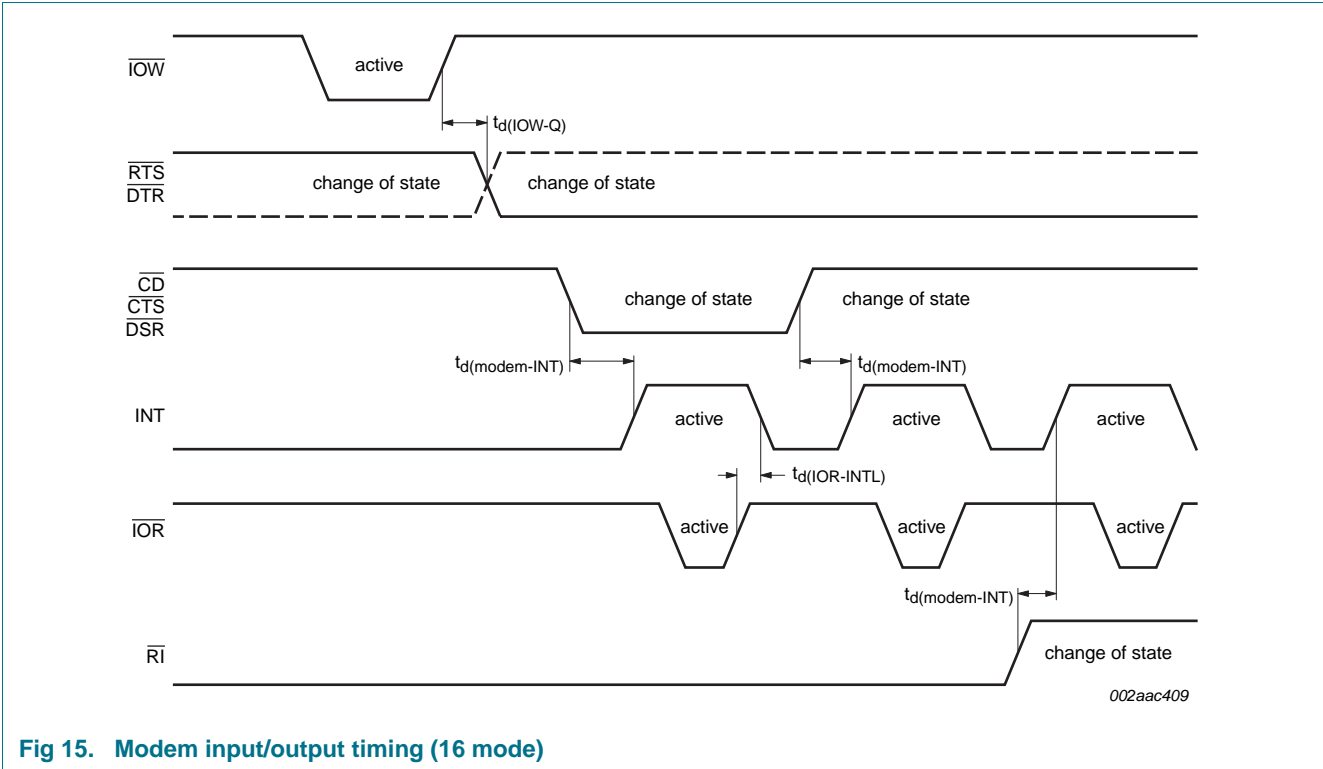 IOW
active
td(IOW-Q)
RTS
DTR
change of state
change of state
CD
CTS
DSR
change of state
change of state
td(modem-INT)
td(modem-INT)
INT
active
active
active
td(IOR-INTL)
IOR
active
active
active
td(modem-INT)
RI
change of state
002aac409
Fig 15. Modem input/output timing (16 mode)